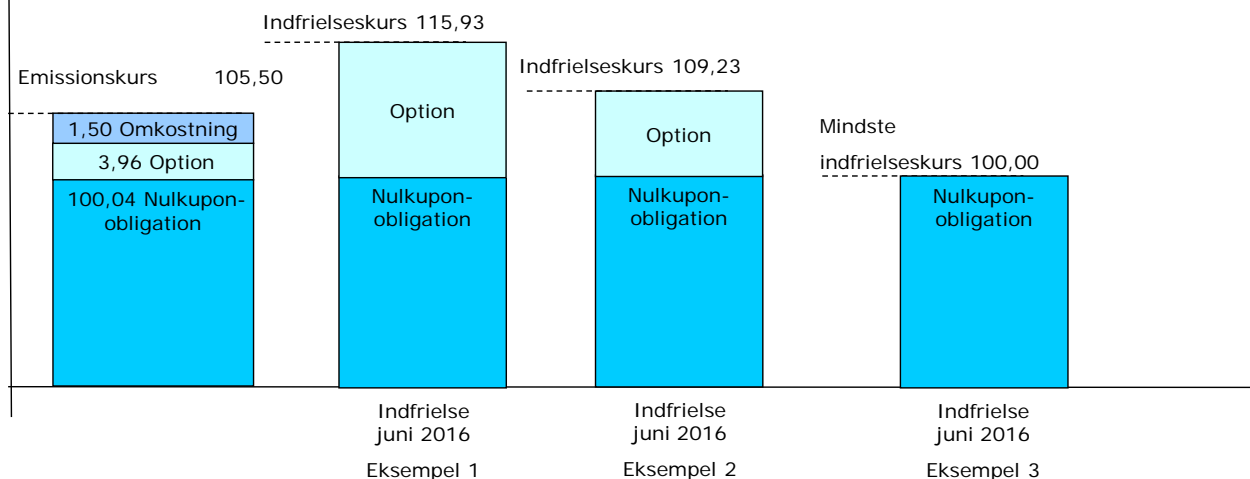 Indfrielseskurs 115,93
Emissionskurs 105,50
Indfrielseskurs 109,23
Mindste
indfrielseskurs 100,00
1,50 Omkostning
3,96 Option
100,04 Nulkupon-
obligation
Option
Nulkupon-
obligation
Option
Nulkupon-
obligation
Nulkupon-
obligation
Indfrielse
juni 2016
Eksempel 1
Indfrielse
juni 2016
Eksempel 2
Indfrielse
juni 2016
Eksempel 3